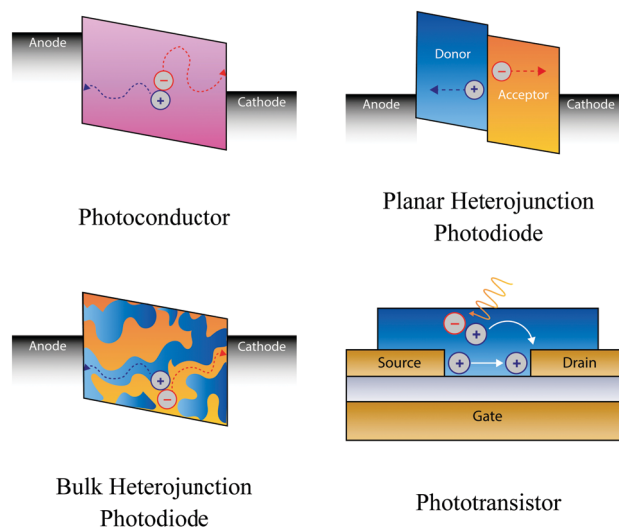 Anode
Cathode
Photoconductor
Donor
Acceptor
Anode
Cathode
Planar Heterojunction
Photodiode
Anode
Cathode
Bulk Heterojunction
Photodiode
Source
Drain
Gate
Phototransistor